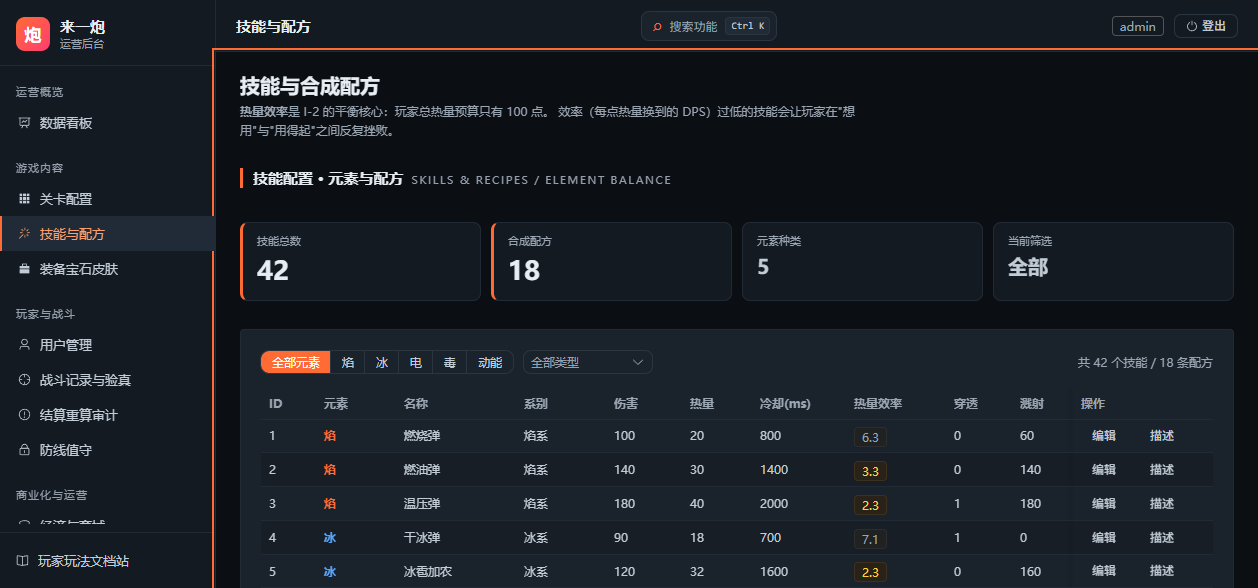 炮
来一炮
运营后台
技能与配方
搜索功能 Ctrl K
admin
登出
运营概览
数据看板
游戏内容
关卡配置
技能与配方
装备宝石皮肤
玩家与战斗
用户管理
战斗记录与验真
结算重算审计
防线值守
商业化与运营
玩家玩法文档站
技能与合成配方
热量效率是 I-2 的平衡核心：玩家总热量预算只有 100 点。 效率（每点热量换到的 DPS）过低的技能会让玩家在"想
用"与"用得起"之间反复挫败。
技能配置 • 元素与配方 SKILLS & RECIPES / ELEMENT BALANCE
技能总数
42
合成配方
18
元素种类
5
当前筛选
全部
全部元素 焰 冰 电 毒 动能 全部类型 共 42 个技能 / 18 条配方
ID 元素 名称 系别 伤害 热量 冷却(ms) 热量效率 穿透 溅射 操作
1 焰 燃烧弹 焰系 100 20 800 6.3 0 60 编辑 描述
2 焰 燃油弹 焰系 140 30 1400 3.3 0 140 编辑 描述
3 焰 温压弹 焰系 180 40 2000 2.3 1 180 编辑 描述
4 冰 干冰弹 冰系 90 18 700 7.1 1 0 编辑 描述
5 冰 冰雹加农 冰系 120 32 1600 2.3 0 160 编辑 描述